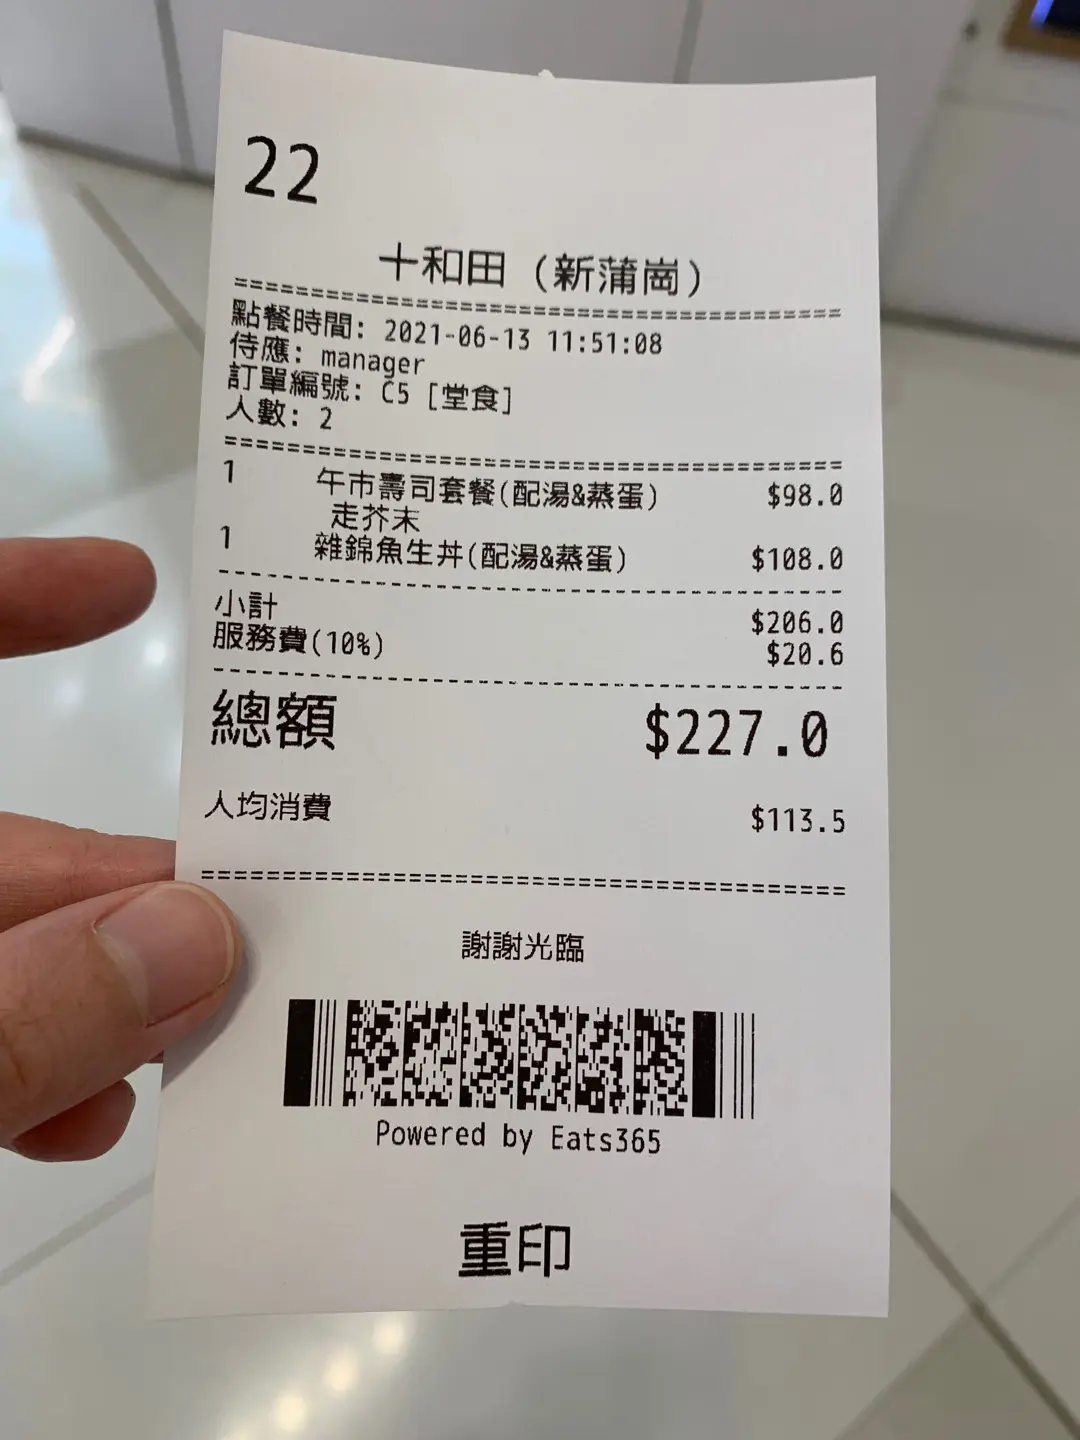 22
十和田 (新蒲崗)
================================================
點餐時間: 2021-06-13 11:51:08
侍應: manager
訂單編號: C5 [堂食]
人數: 2
================================================
1 午市壽司套餐(配湯&蒸蛋) $98.0
走芥末
1 雜錦魚生丼(配湯&蒸蛋) $108.0
------------------------------------------------
小計 $206.0
服務費(10%) $20.6
------------------------------------------------
總額 $227.0
人均消費 $113.5
================================================
謝謝光臨
Powered by Eats365
重印